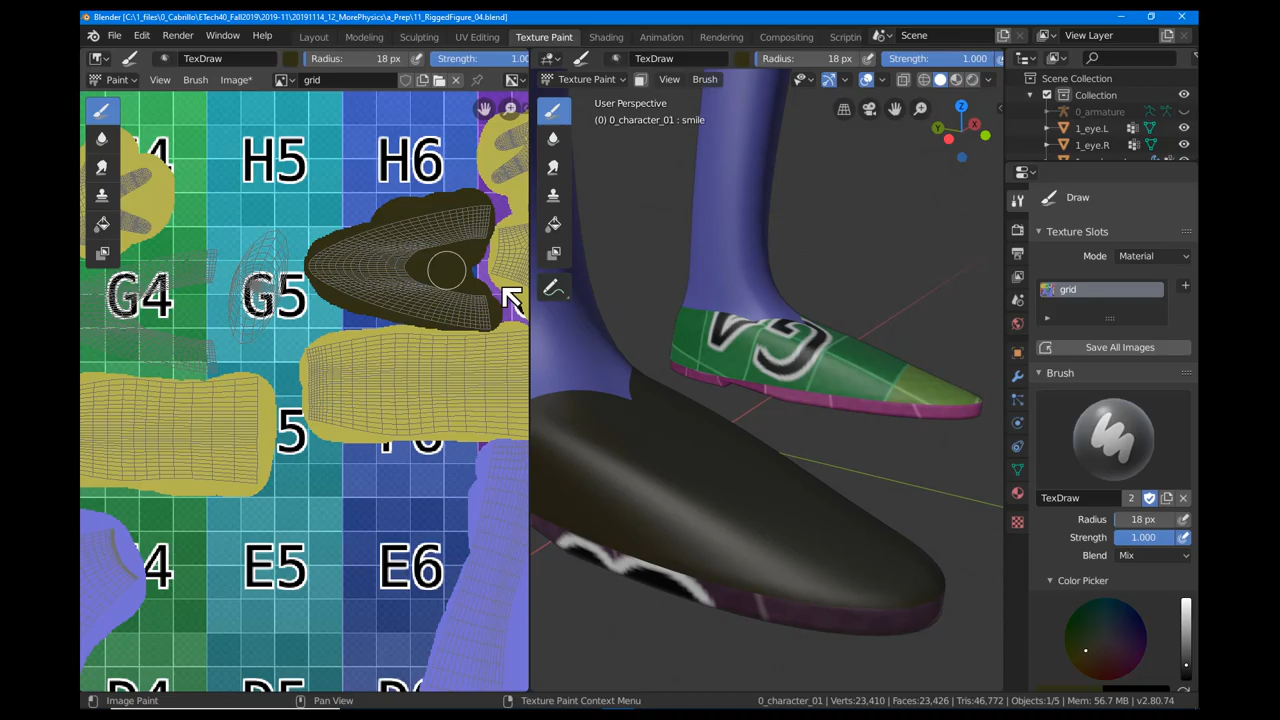 Blender [C:\1_files\0_Cabrillo\ETech40_Fall2019\2019-11\20191114_12_MorePhysics\a_Prep\11_RiggedFigure_04.blend]
File Edit Render Window Help Layout Modeling Sculpting UV Editing Texture Paint Shading Animation Rendering Compositing Scriptin Scene View Layer
TexDraw Radius 18 px Strength: 1.00 TexDraw Radius 18 px Strength: 1.000
Paint View Brush Image* grid Texture Paint View Brush
Scene Collection
Collection
0_armature
1_eye.L
1_eye.R
User Perspective
(0) 0_character_01 : smile
4 H5 H6
G4 G5
5 F6
4 E5 E6
D4 D5 D6
Z
Y X
Draw
Texture Slots
Mode Material
grid
Save All Images
Brush
TexDraw 2
Radius 18 px
Strength 1.000
Blend Mix
Color Picker
Image Paint Pan View Texture Paint Context Menu 0_character_01 | Verts:23,410 | Faces:23,426 | Tris:46,772 | Objects:1/5 | Mem: 56.7 MB | v2.80.74